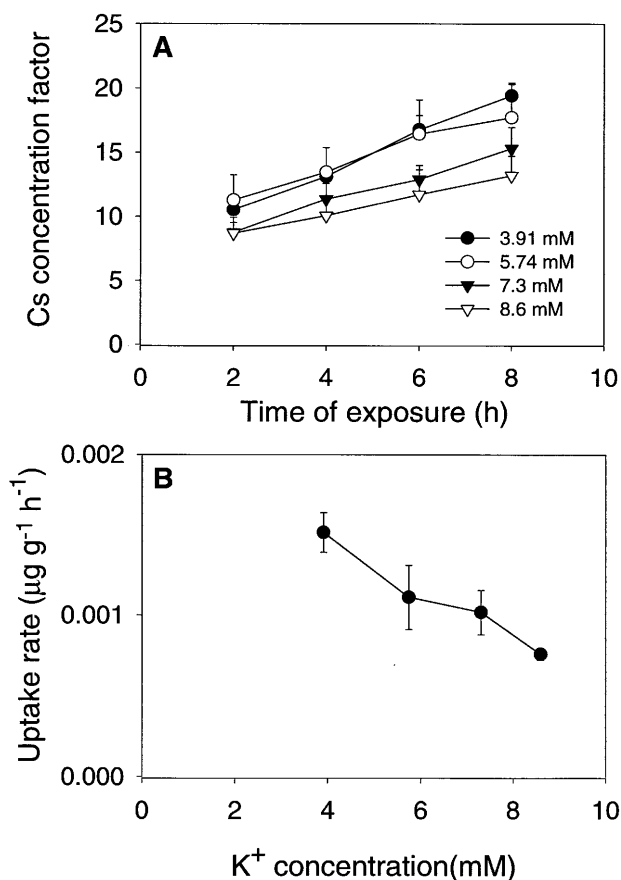 A
25
20
15
10
5
0
Cs concentration factor
3.91 mM
5.74 mM
7.3 mM
8.6 mM
0 2 4 6 8 10
Time of exposure (h)
B
0.002
0.001
0.000
Uptake rate (µg g⁻¹ h⁻¹)
0 2 4 6 8 10
K⁺ concentration(mM)